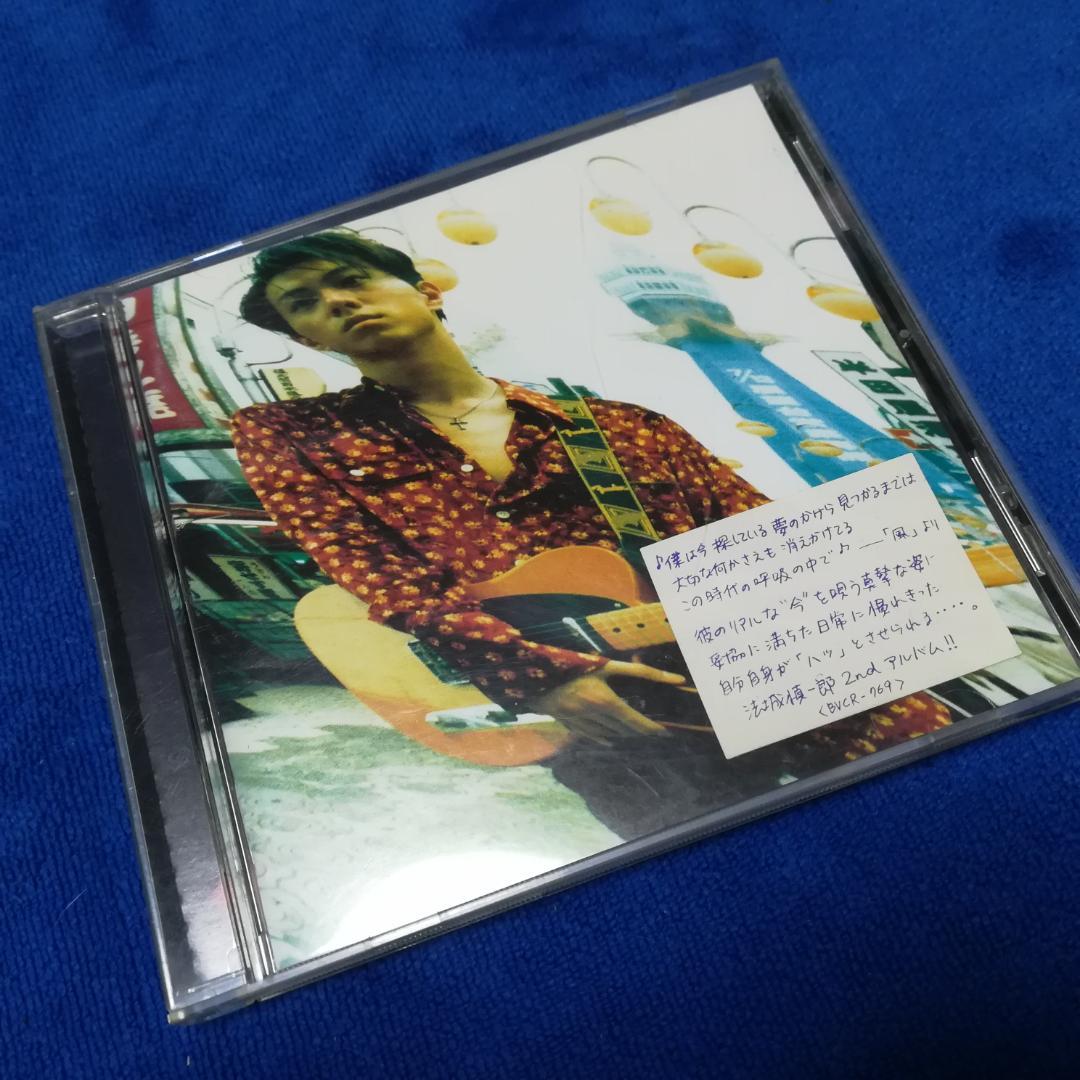 ♪僕は今探している夢のかけら見つかるまでは
大切な何かさえも消えかけてる
この時代の呼吸の中で♪ ──「風」より
彼のリアルな"今"を唄う真摯な姿に
妥協に満ちた日常に慣れきった
自分自身が「ハッ」とさせられる・・・・・。
法城慎一郎 2nd アルバム!!
<BVCR-769>